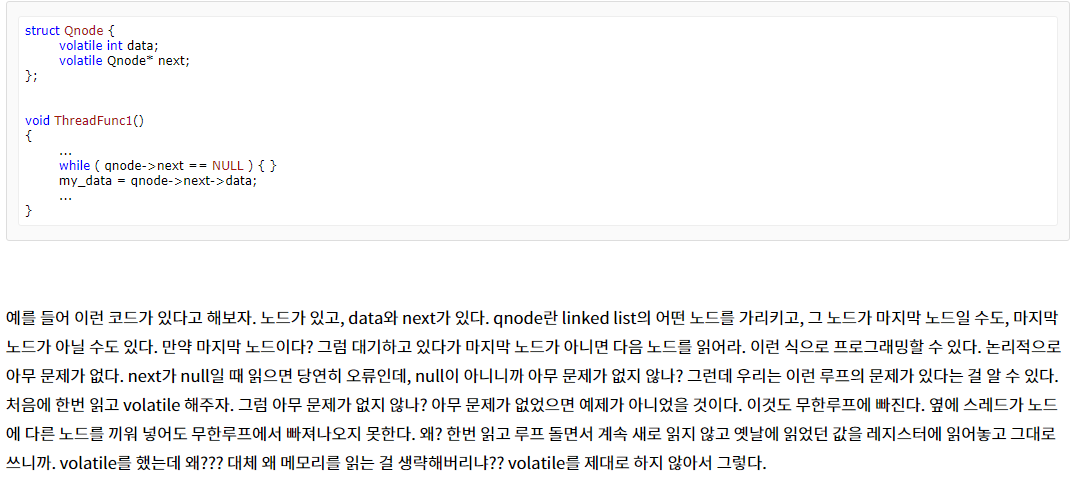 struct Qnode {
volatile int data;
volatile Qnode* next;
};
void ThreadFunc1()
{
...
while ( qnode->next == NULL ) { }
my_data = qnode->next->data;
...
}
예를 들어 이런 코드가 있다고 해보자. 노드가 있고, data와 next가 있다. qnode란 linked list의 어떤 노드를 가리키고, 그 노드가 마지막 노드일 수도, 마지막
노드가 아닐 수도 있다. 만약 마지막 노드이다? 그럼 대기하고 있다가 마지막 노드가 아니면 다음 노드를 읽어라. 이런 식으로 프로그래밍할 수 있다. 논리적으로
아무 문제가 없다. next가 null일 때 읽으면 당연히 오류인데, null이 아니니까 아무 문제가 없지 않나? 그런데 우리는 이런 루프의 문제가 있다는 걸 알 수 있다.
처음에 한번 읽고 volatile 해주자. 그럼 아무 문제가 없지 않나? 아무 문제가 없었으면 예제가 아니었을 것이다. 이것도 무한루프에 빠진다. 옆에 스레드가 노드
에 다른 노드를 끼워 넣어도 무한루프에서 빠져나오지 못한다. 왜? 한번 읽고 루프 돌면서 계속 새로 읽지 않고 옛날에 읽었던 값을 레지스터에 읽어놓고 그대로
쓰니까. volatile를 했는데 왜??? 대체 왜 메모리를 읽는 걸 생략해버리냐?? volatile를 제대로 하지 않아서 그렇다.